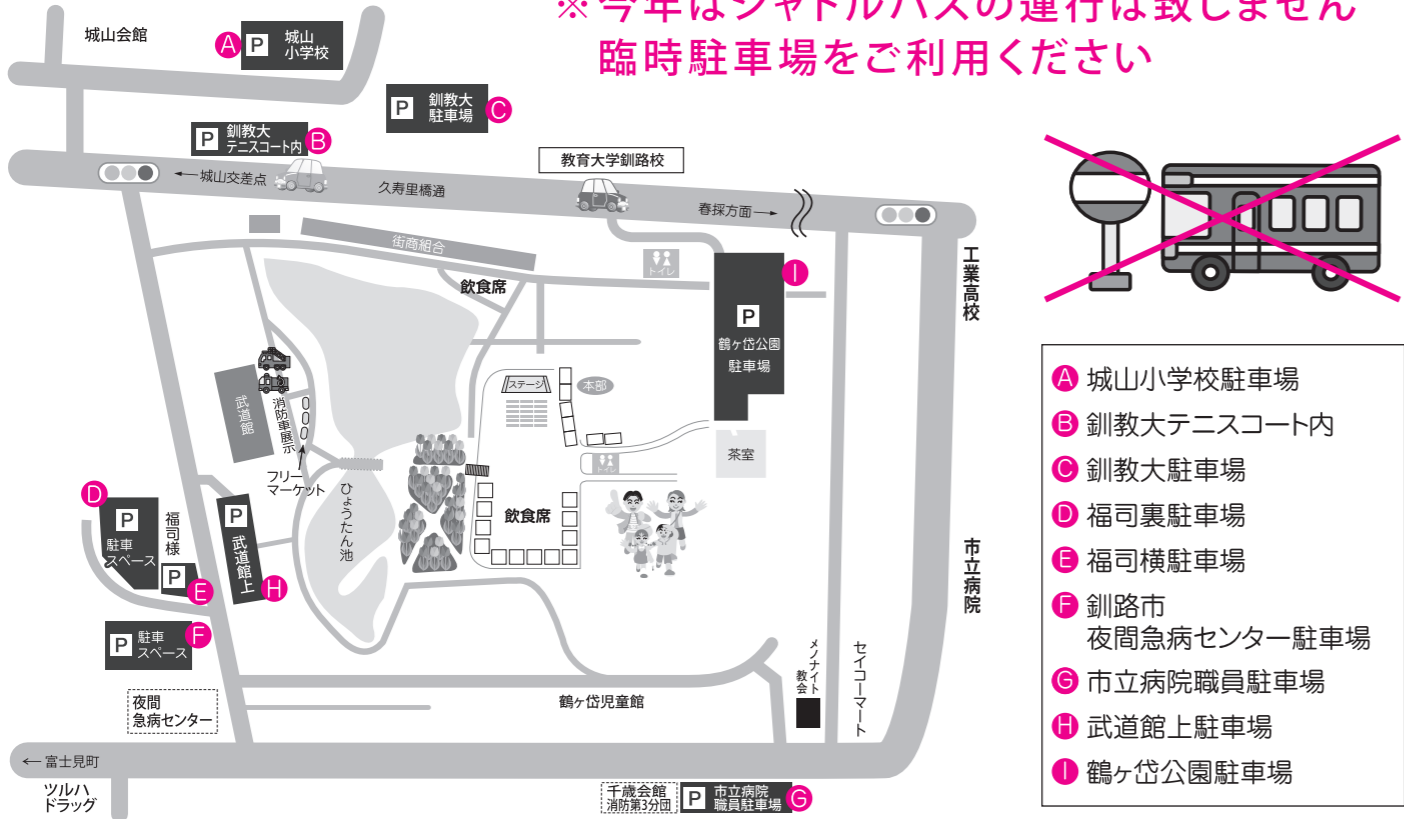 ※今年はシャトルバスの運行は致しません
臨時駐車場をご利用ください
城山会館
A P 城山
小学校
P 釧教大
駐車場 C
P 釧教大
テニスコート内 B
教育大学釧路校
←城山交差点
久寿里橋通
春採方面→
街商組合
トイレ
I
飲食席
工業高校
P
鶴ヶ岱公園
駐車場
ステージ
本部
武道館
消防車展示
フリー
マーケット
茶室
トイレ
ひょうたん池
飲食席
D
P
駐車
スペース
福司様
P
E
P
武道館上
H
市立病院
P 駐車
スペース F
夜間
急病センター
鶴ヶ岱児童館
メノナイト
教会
セイコーマート
←富士見町
ツルハ
ドラッグ
千歳会館
消防第3分団
P 市立病院
職員駐車場 G
A 城山小学校駐車場
B 釧教大テニスコート内
C 釧教大駐車場
D 福司裏駐車場
E 福司横駐車場
F 釧路市
夜間急病センター駐車場
G 市立病院職員駐車場
H 武道館上駐車場
I 鶴ヶ岱公園駐車場